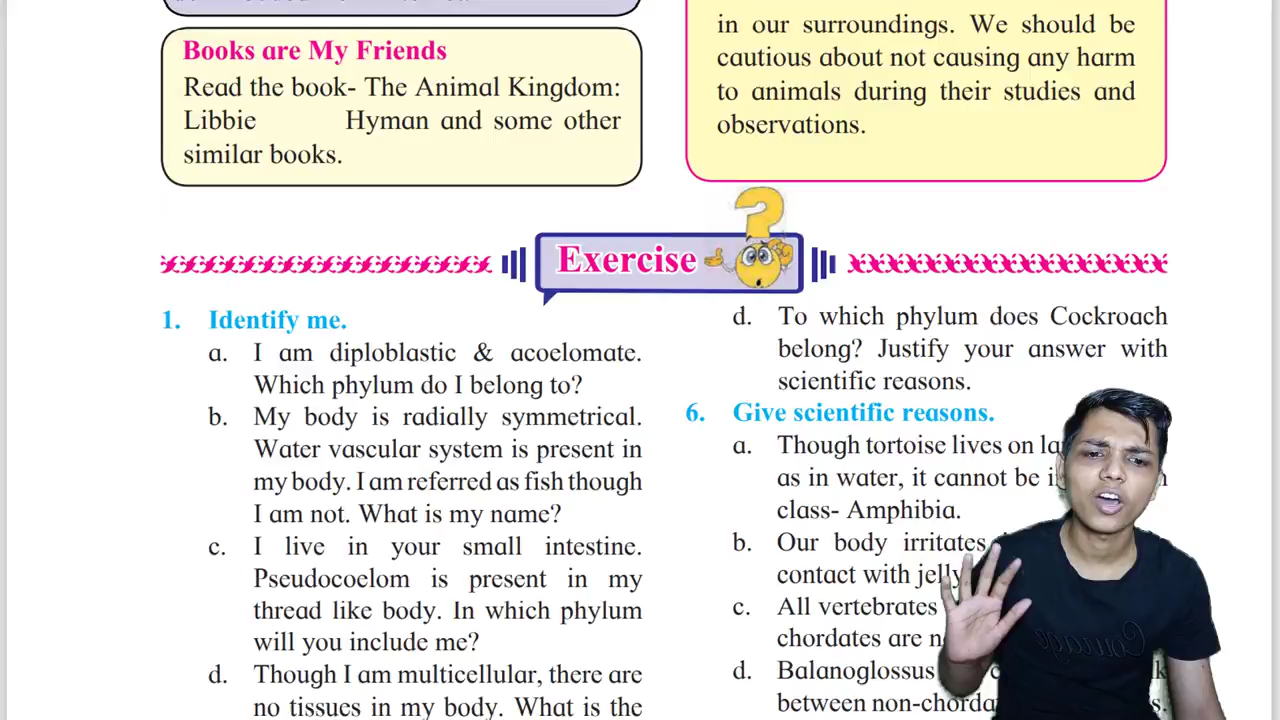 Books are My Friends
Read the book- The Animal Kingdom:
Libbie Hyman and some other
similar books.
in our surroundings. We should be
cautious about not causing any harm
to animals during their studies and
observations.
Exercise
1. Identify me.
a. I am diploblastic & acoelomate.
Which phylum do I belong to?
b. My body is radially symmetrical.
Water vascular system is present in
my body. I am referred as fish though
I am not. What is my name?
c. I live in your small intestine.
Pseudocoelom is present in my
thread like body. In which phylum
will you include me?
d. Though I am multicellular, there are
no tissues in my body. What is the
d. To which phylum does Cockroach
belong? Justify your answer with
scientific reasons.
6. Give scientific reasons.
a. Though tortoise lives on
as in water, it cannot be
class- Amphibia.
b. Our body irritates
contact with
c. All vertebrates
chordates are
d. Balanoglossus
between